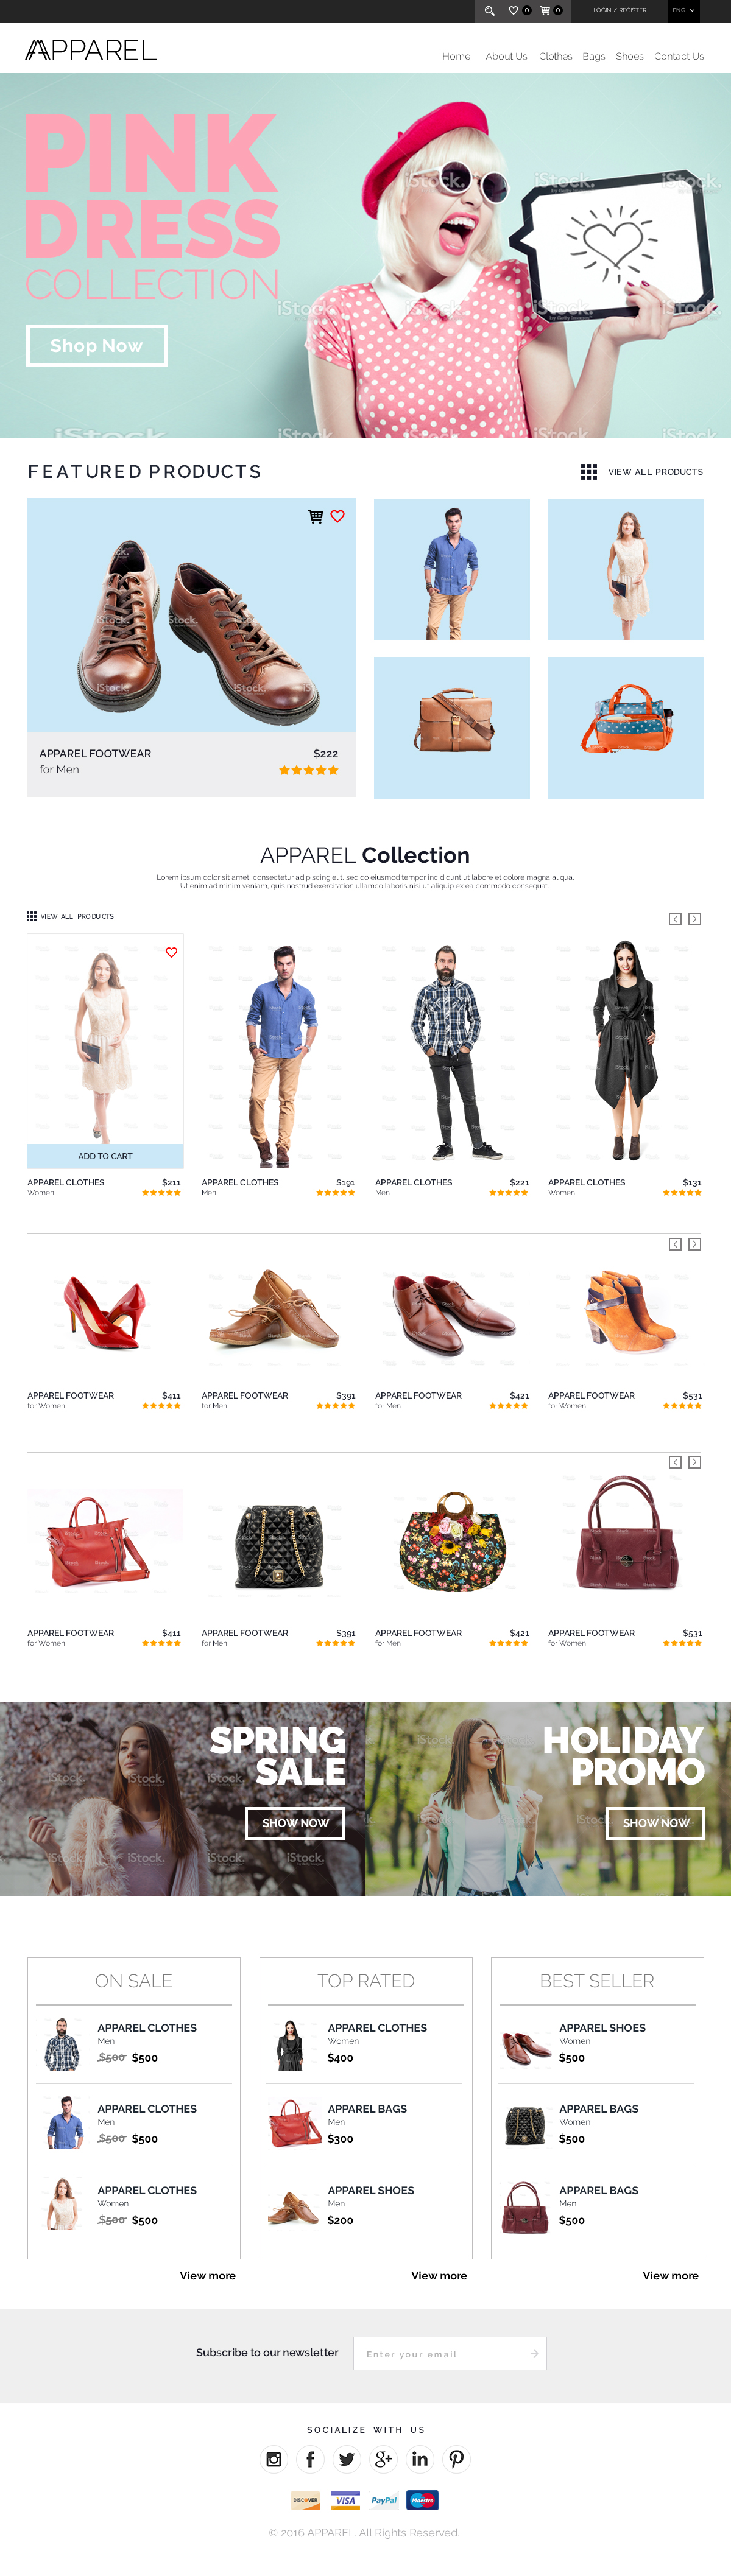 0 0 LOGIN / REGISTER ENG
APPAREL
Home About Us Clothes Bags Shoes Contact Us
PINK
DRESS
COLLECTION
Shop Now
iStock.
by Getty Images
FEATURED PRODUCTS
VIEW ALL PRODUCTS
APPAREL FOOTWEAR $222
for Men
APPAREL Collection
Lorem ipsum dolor sit amet, consectetur adipiscing elit, sed do eiusmod tempor incididunt ut labore et dolore magna aliqua.
Ut enim ad minim veniam, quis nostrud exercitation ullamco laboris nisi ut aliquip ex ea commodo consequat.
VIEW ALL PRODUCTS
ADD TO CART
APPAREL CLOTHES $211
Women
APPAREL CLOTHES $191
Men
APPAREL CLOTHES $221
Men
APPAREL CLOTHES $131
Women
APPAREL FOOTWEAR $411
for Women
APPAREL FOOTWEAR $391
for Men
APPAREL FOOTWEAR $421
for Men
APPAREL FOOTWEAR $531
for Women
APPAREL FOOTWEAR $411
for Women
APPAREL FOOTWEAR $391
for Men
APPAREL FOOTWEAR $421
for Men
APPAREL FOOTWEAR $531
for Women
SPRING
SALE
SHOW NOW
HOLIDAY
PROMO
SHOW NOW
ON SALE
APPAREL CLOTHES
Men
$500 $500
APPAREL CLOTHES
Men
$500 $500
APPAREL CLOTHES
Women
$500 $500
View more
TOP RATED
APPAREL CLOTHES
Women
$400
APPAREL BAGS
Men
$300
APPAREL SHOES
Men
$200
View more
BEST SELLER
APPAREL SHOES
Women
$500
APPAREL BAGS
Women
$500
APPAREL BAGS
Men
$500
View more
Subscribe to our newsletter
Enter your email
SOCIALIZE WITH US
DISCOVER VISA PayPal Maestro
© 2016 APPAREL. All Rights Reserved.